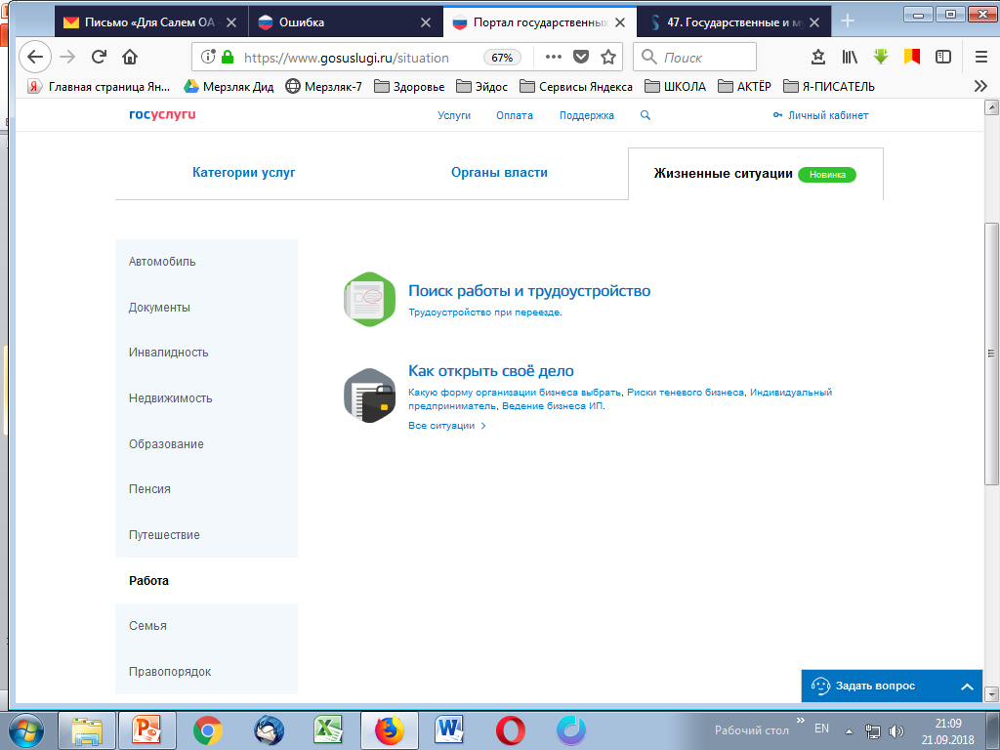 Письмо «Для Салем ОА
Ошибка
Портал государственных
47. Государственные и м
https://www.gosuslugi.ru/situation
67%
Поиск
Главная страница Ян...
Мерзляк Дид
Мерзляк-7
Здоровье
Эйдос
Сервисы Яндекса
ШКОЛА
АКТЁР
Я-ПИСАТЕЛЬ
госуслуги
Услуги
Оплата
Поддержка
Личный кабинет
Категории услуг
Органы власти
Жизненные ситуации
Новинка
Автомобиль
Документы
Инвалидность
Недвижимость
Образование
Пенсия
Путешествие
Работа
Семья
Правопорядок
Поиск работы и трудоустройство
Трудоустройство при переезде.
Как открыть своё дело
Какую форму организации бизнеса выбрать, Риски теневого бизнеса, Индивидуальный
предприниматель, Ведение бизнеса ИП.
Все ситуации
Задать вопрос
Рабочий стол
EN
21:09
21.09.2018